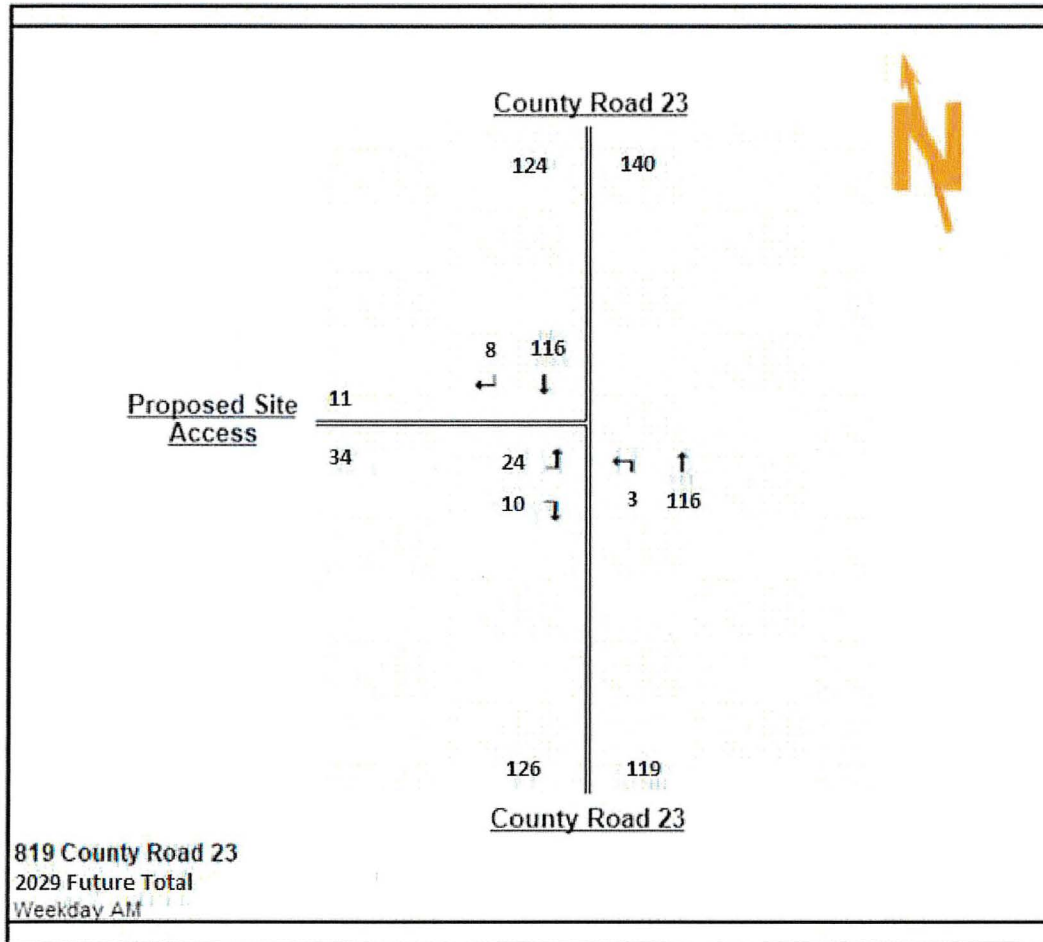 N
County Road 23
124 140
8 116
11
Proposed Site
Access
34
24
10
3 116
126 119
County Road 23
819 County Road 23
2029 Future Total
Weekday AM